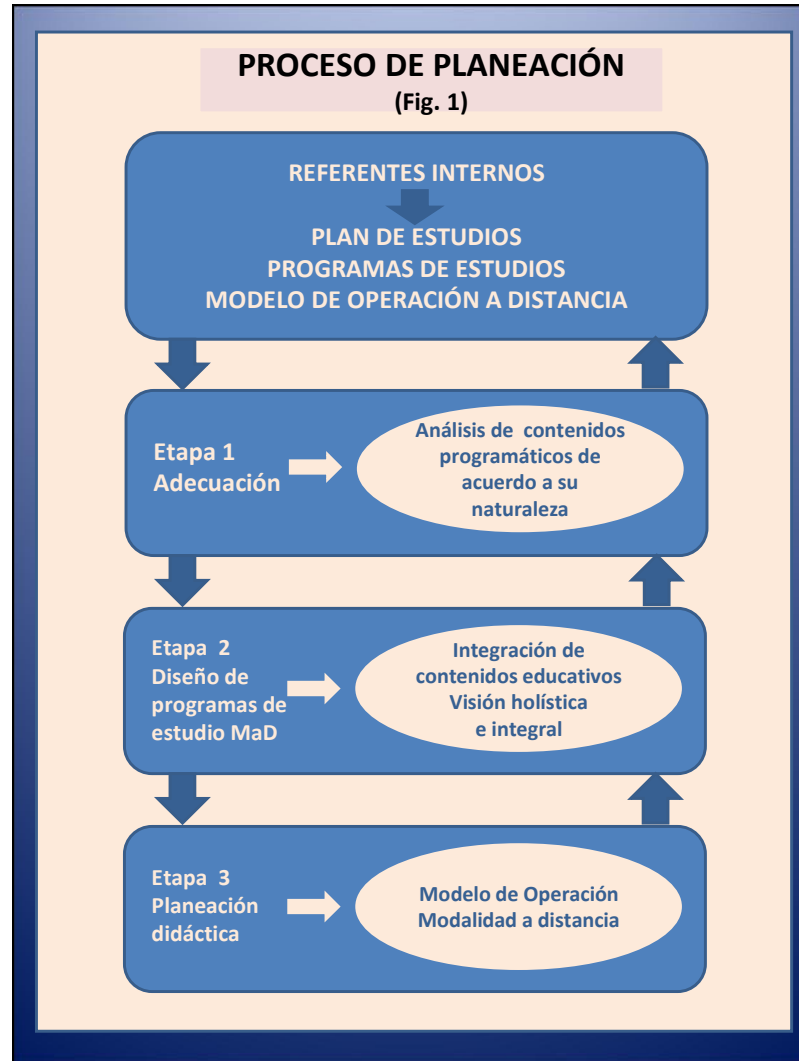 PROCESO DE PLANEACIÓN
(Fig. 1)
REFERENTES INTERNOS
PLAN DE ESTUDIOS
PROGRAMAS DE ESTUDIOS
MODELO DE OPERACIÓN A DISTANCIA
Etapa 1
Adecuación
Análisis de contenidos
programáticos de
acuerdo a su
naturaleza
Etapa 2
Diseño de
programas de
estudio MaD
Integración de
contenidos educativos
Visión holística
e integral
Etapa 3
Planeación
didáctica
Modelo de Operación
Modalidad a distancia